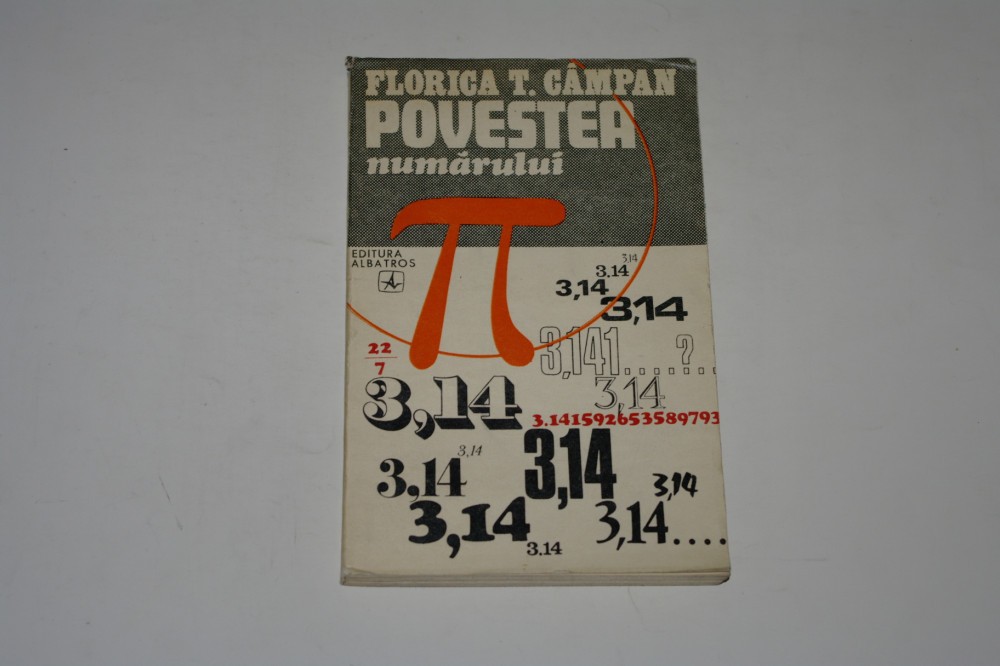 FLORICA T. CÂMPAN
POVESTEA
numărului
π
EDITURA
ALBATROS
3,14
3,14
3,14
3,14
22
7
3,141....?...
3,14
3,14
3.141592653589793
3,14
3,14
3,14
3,14
3,14
3,14....
3.14